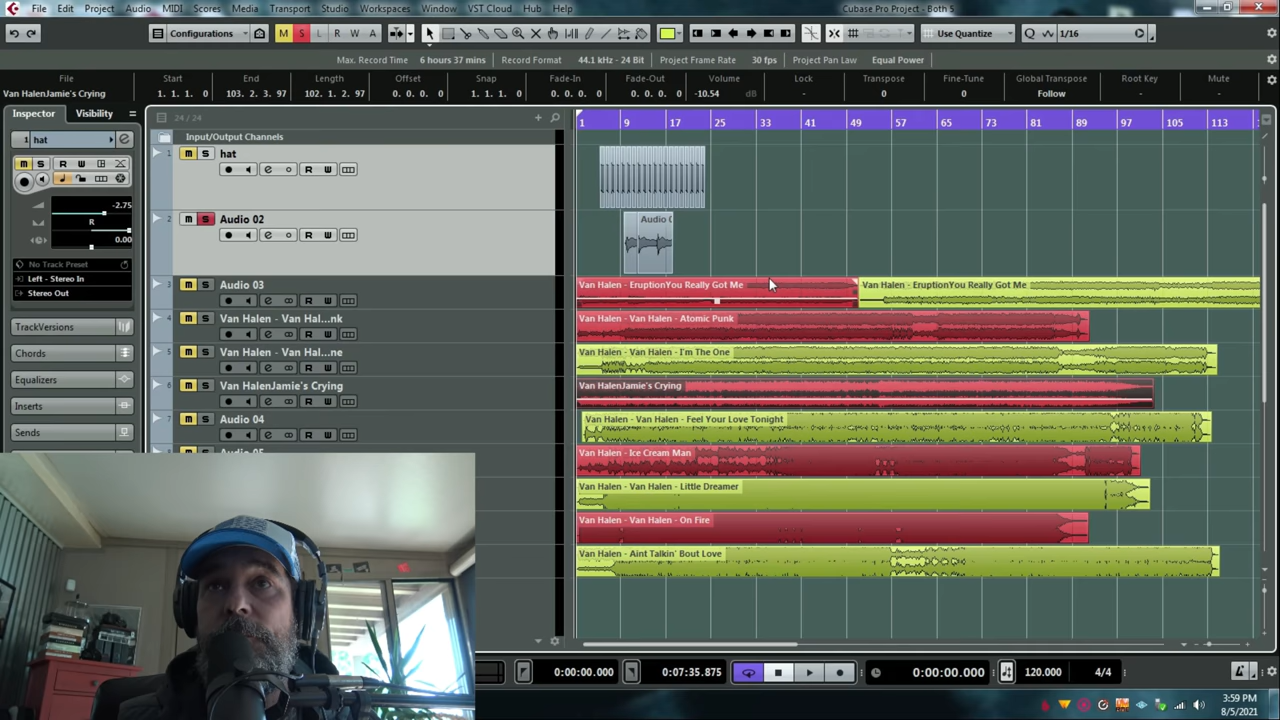 Cubase Pro Project - Both 5
File Edit Project Audio MIDI Scores Media Transport Studio Workspaces Window VST Cloud Hub Help
Configurations M S L R W A Use Quantize Q 1/16
Max. Record Time 6 hours 37 mins Record Format 44.1 kHz - 24 Bit Project Frame Rate 30 fps Project Pan Law Equal Power
File Start End Length Offset Snap Fade-In Fade-Out Volume Lock Transpose Fine-Tune Global Transpose Root Key Mute
Van HalenJamie's Crying 1. 1. 1. 0 103. 2. 3. 97 102. 1. 2. 97 0. 0. 0. 0 1. 1. 1. 0 0. 0. 0. 0 0. 0. 0. 0 -10.54 dB - 0 0 Follow - -
Inspector Visibility 24 / 24 1 9 17 25 33 41 49 57 65 73 81 89 97 105 113
1 hat
Input/Output Channels
m S R W
-2.75
R
0.00
No Track Preset
Left - Stereo In
Stereo Out
TrackVersions
Chords
Equalizers
Inserts
Sends
1 m S hat
R W
2 m S Audio 02 Audio 0
R W
3 m S Audio 03 Van Halen - EruptionYou Really Got Me Van Halen - EruptionYou Really Got Me
R W
4 m S Van Halen - Van Hal...nk Van Halen - Van Halen - Atomic Punk
R W
5 m S Van Halen - Van Hal...ne Van Halen - Van Halen - I'm The One
R W
6 m S Van HalenJamie's Crying Van HalenJamie's Crying
R W
7 m S Audio 04 Van Halen - Van Halen - Feel Your Love Tonight
R W
Van Halen - Ice Cream Man
Van Halen - Van Halen - Little Dreamer
Van Halen - Van Halen - On Fire
Van Halen - Aint Talkin' Bout Love
0:00:00.000 0:07:35.875 0:00:00.000 120.000 4/4
3:59 PM
8/5/2021